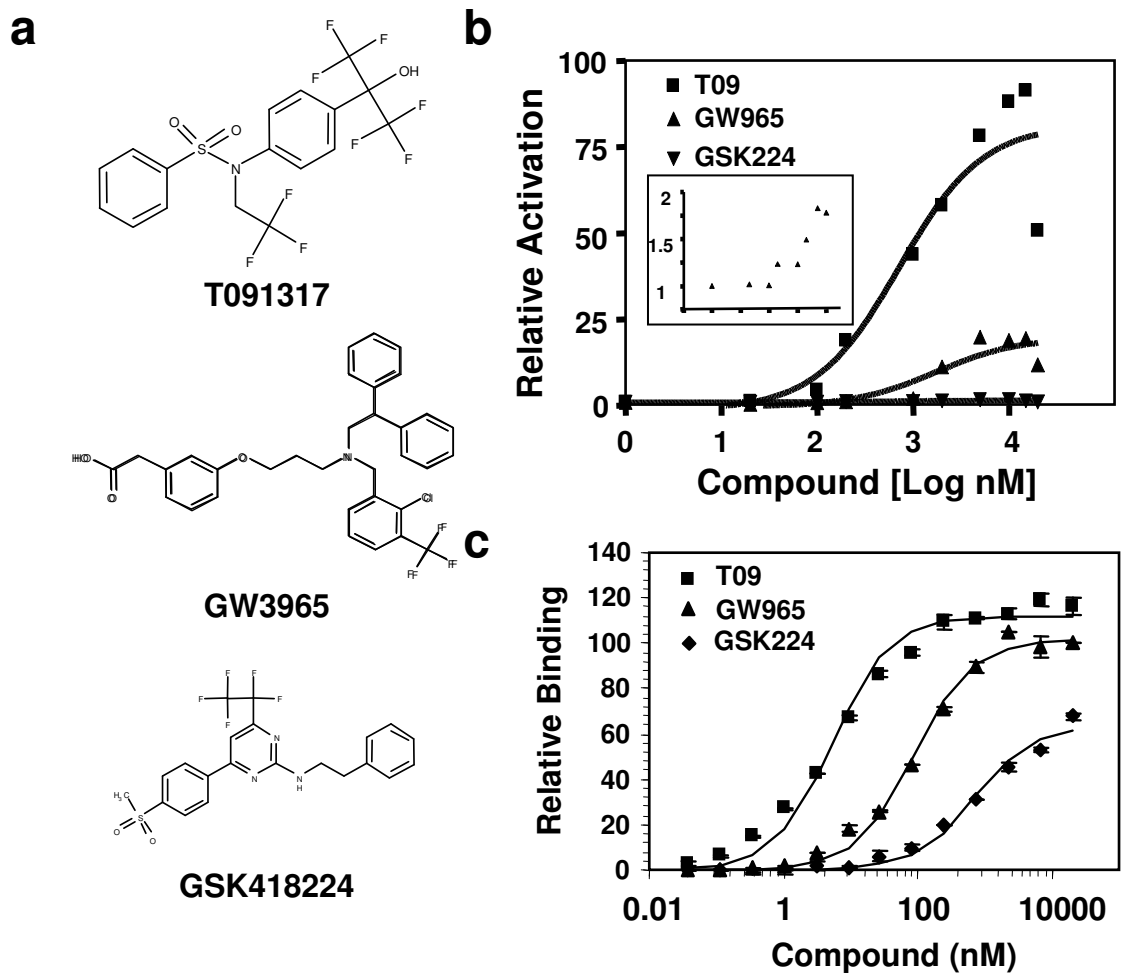 a
F
F
F
OH
F
F
F
O
O
S
N
F
F
F
T091317
HO
O
O
N
Cl
F
F
F
GW3965
F
F
F
F
F
N
N
N
H
H3C
S
O
O
GSK418224
b
Relative Activation
100
75
50
25
0
T09
GW965
GSK224
2
1.5
1
0
1
2
3
4
Compound [Log nM]
c
Relative Binding
140
120
100
80
60
40
20
0
T09
GW965
GSK224
0.01
1
100
10000
Compound (nM)